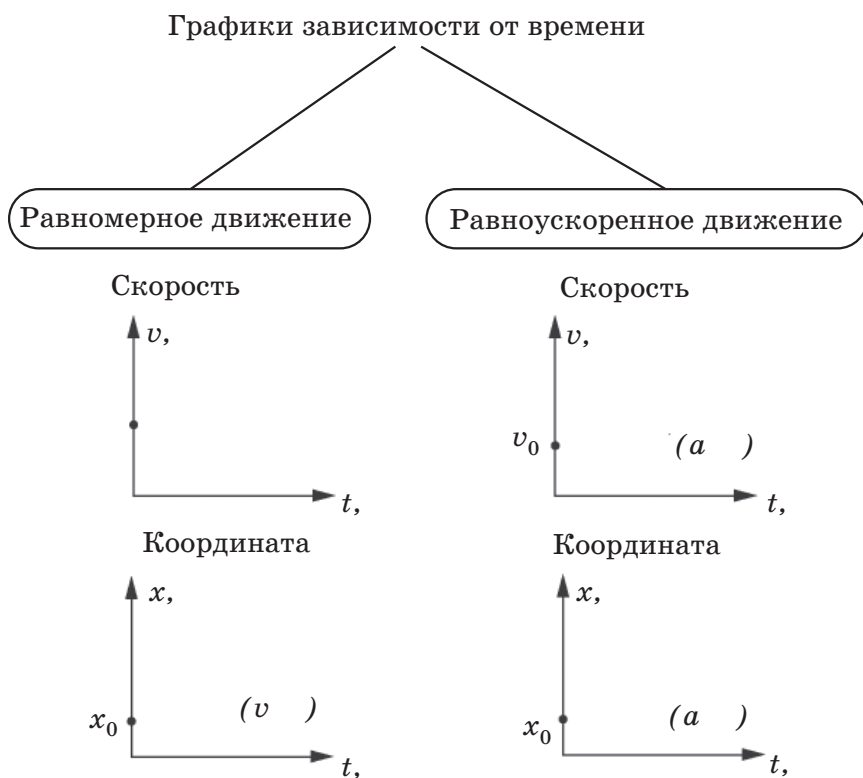 Графики зависимости от времени
Равномерное движение
Равноускоренное движение
Скорость
Скорость
v,
v,
v₀
(a )
t,
t,
Координата
Координата
x,
x,
x₀
(v )
x₀
(a )
t,
t,